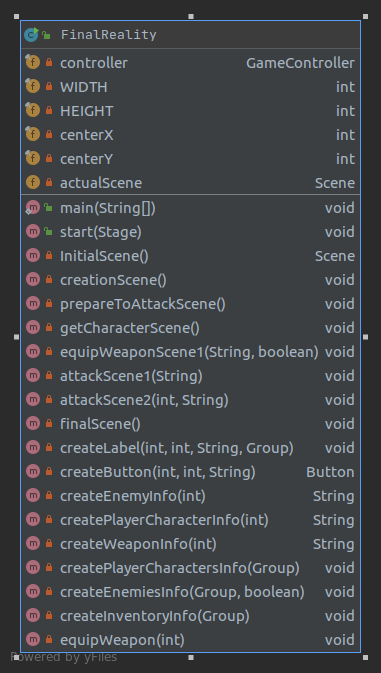 FinalReality
controller GameController
WIDTH int
HEIGHT int
centerX int
centerY int
actualScene Scene
main(String[]) void
start(Stage) void
InitialScene() Scene
creationScene() void
prepareToAttackScene() void
getCharacterScene() void
equipWeaponScene1(String, boolean) void
attackScene1(String) void
attackScene2(int, String) void
finalScene() void
createLabel(int, int, String, Group) void
createButton(int, int, String) Button
createEnemyInfo(int) String
createPlayerCharacterInfo(int) String
createWeaponInfo(int) String
createPlayerCharactersInfo(Group) void
createEnemiesInfo(Group, boolean) void
createInventoryInfo(Group) void
equipWeapon(int) void
Powered by yFiles